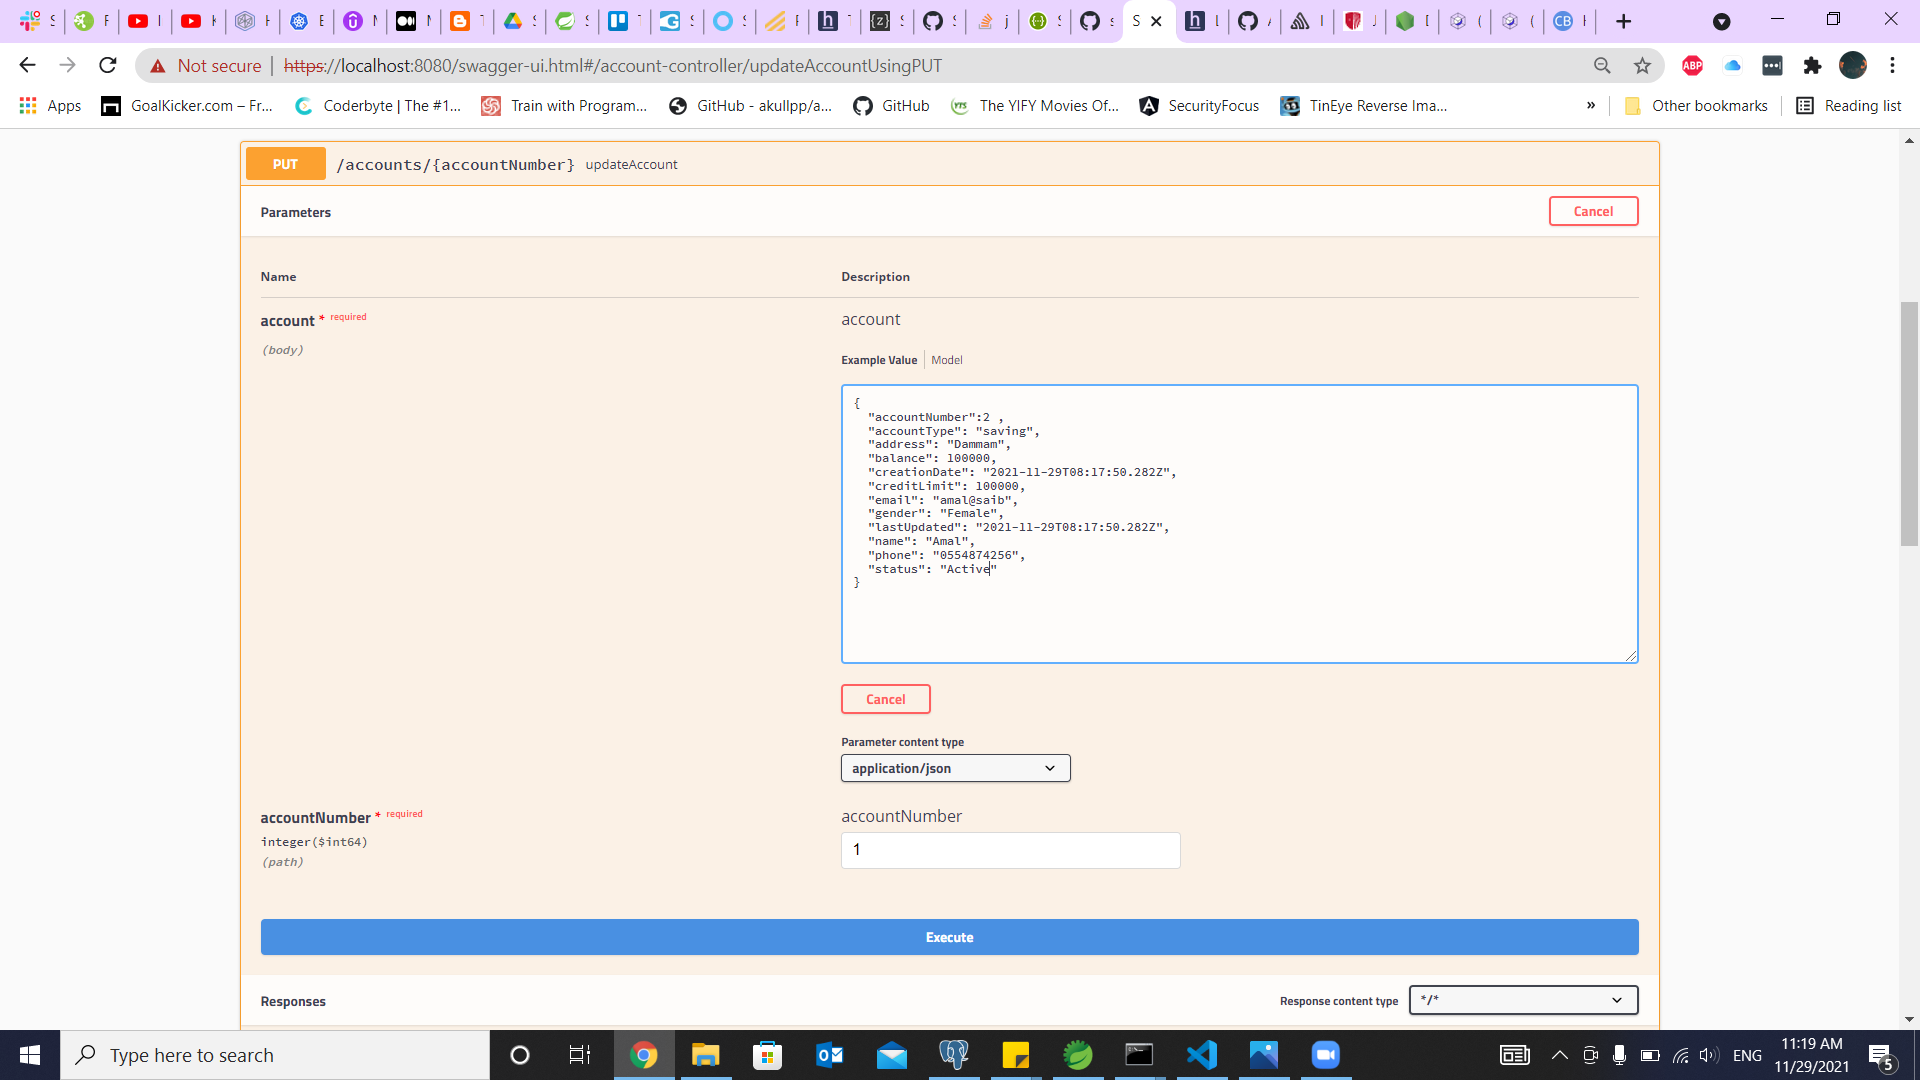 Not secure | https://localhost:8080/swagger-ui.html#/account-controller/updateAccountUsingPUT
ABP
Apps GoalKicker.com – Fr... Coderbyte | The #1... Train with Program... GitHub - akullpp/a... GitHub The YIFY Movies Of... SecurityFocus TinEye Reverse Ima... » Other bookmarks Reading list
PUT /accounts/{accountNumber} updateAccount
Parameters Cancel
Name Description
account * required account
(body)
Example Value Model
{
"accountNumber":2 ,
"accountType": "saving",
"address": "Dammam",
"balance": 100000,
"creationDate": "2021-11-29T08:17:50.282Z",
"creditLimit": 100000,
"email": "amal@saib",
"gender": "Female",
"lastUpdated": "2021-11-29T08:17:50.282Z",
"name": "Amal",
"phone": "0554874256",
"status": "Active"
}
Cancel
Parameter content type
application/json
accountNumber * required accountNumber
integer($int64)
(path)
1
Execute
Responses Response content type */*
Type here to search ENG 11:19 AM
11/29/2021 5